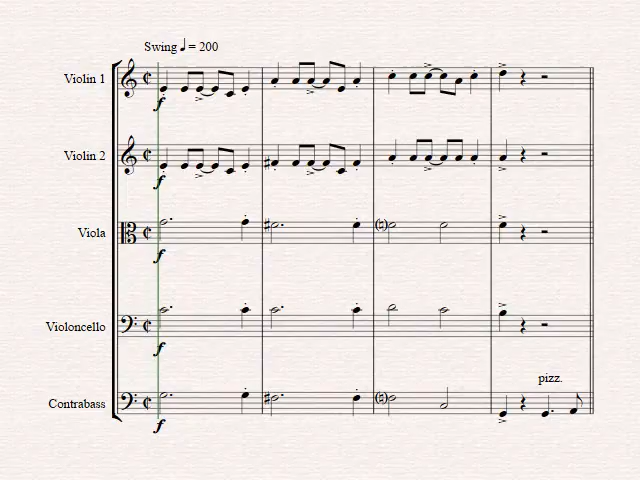 Swing ♩ = 200
Violin 1
f
Violin 2
f
Viola
f
Violoncello
f
pizz.
Contrabass
f